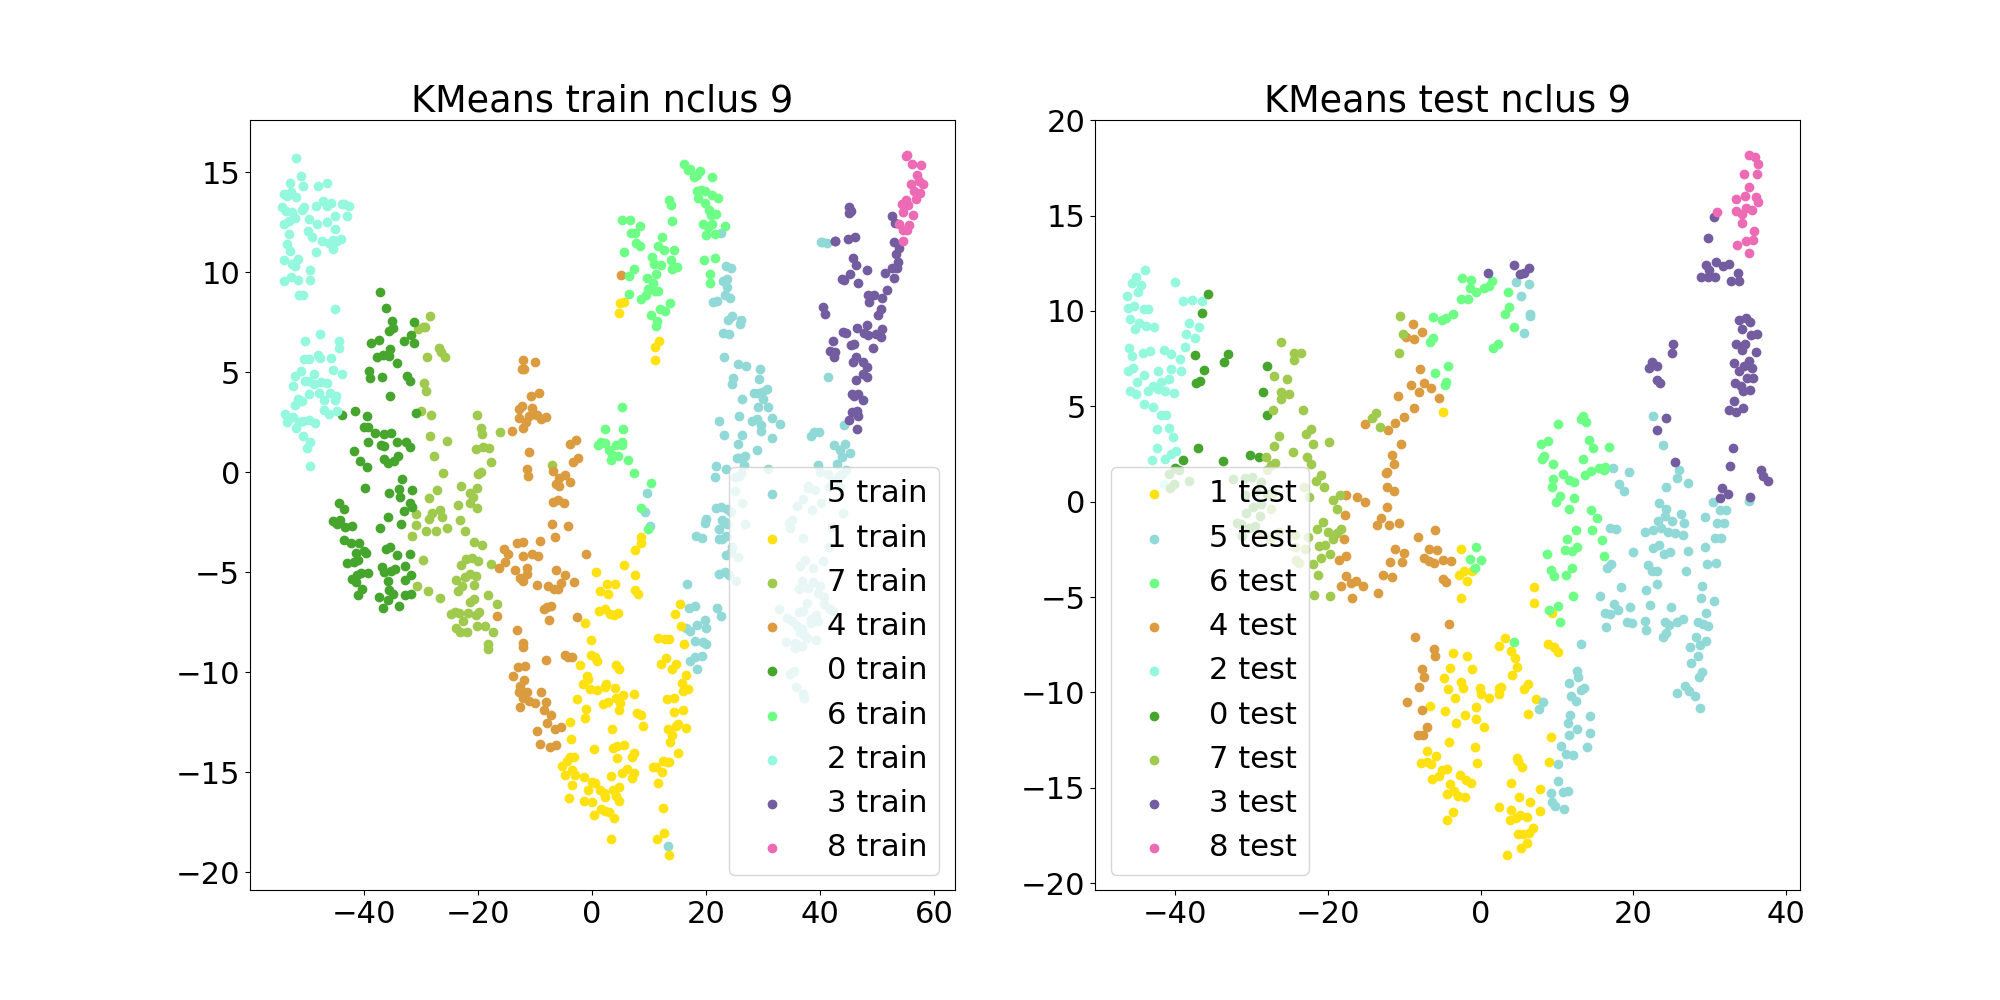 KMeans train nclus 9
15
10
5
0
−5
−10
−15
−20
−40
−20
0
20
40
60
5 train
1 train
7 train
4 train
0 train
6 train
2 train
3 train
8 train
KMeans test nclus 9
20
15
10
5
0
−5
−10
−15
−20
−40
−20
0
20
40
1 test
5 test
6 test
4 test
2 test
0 test
7 test
3 test
8 test